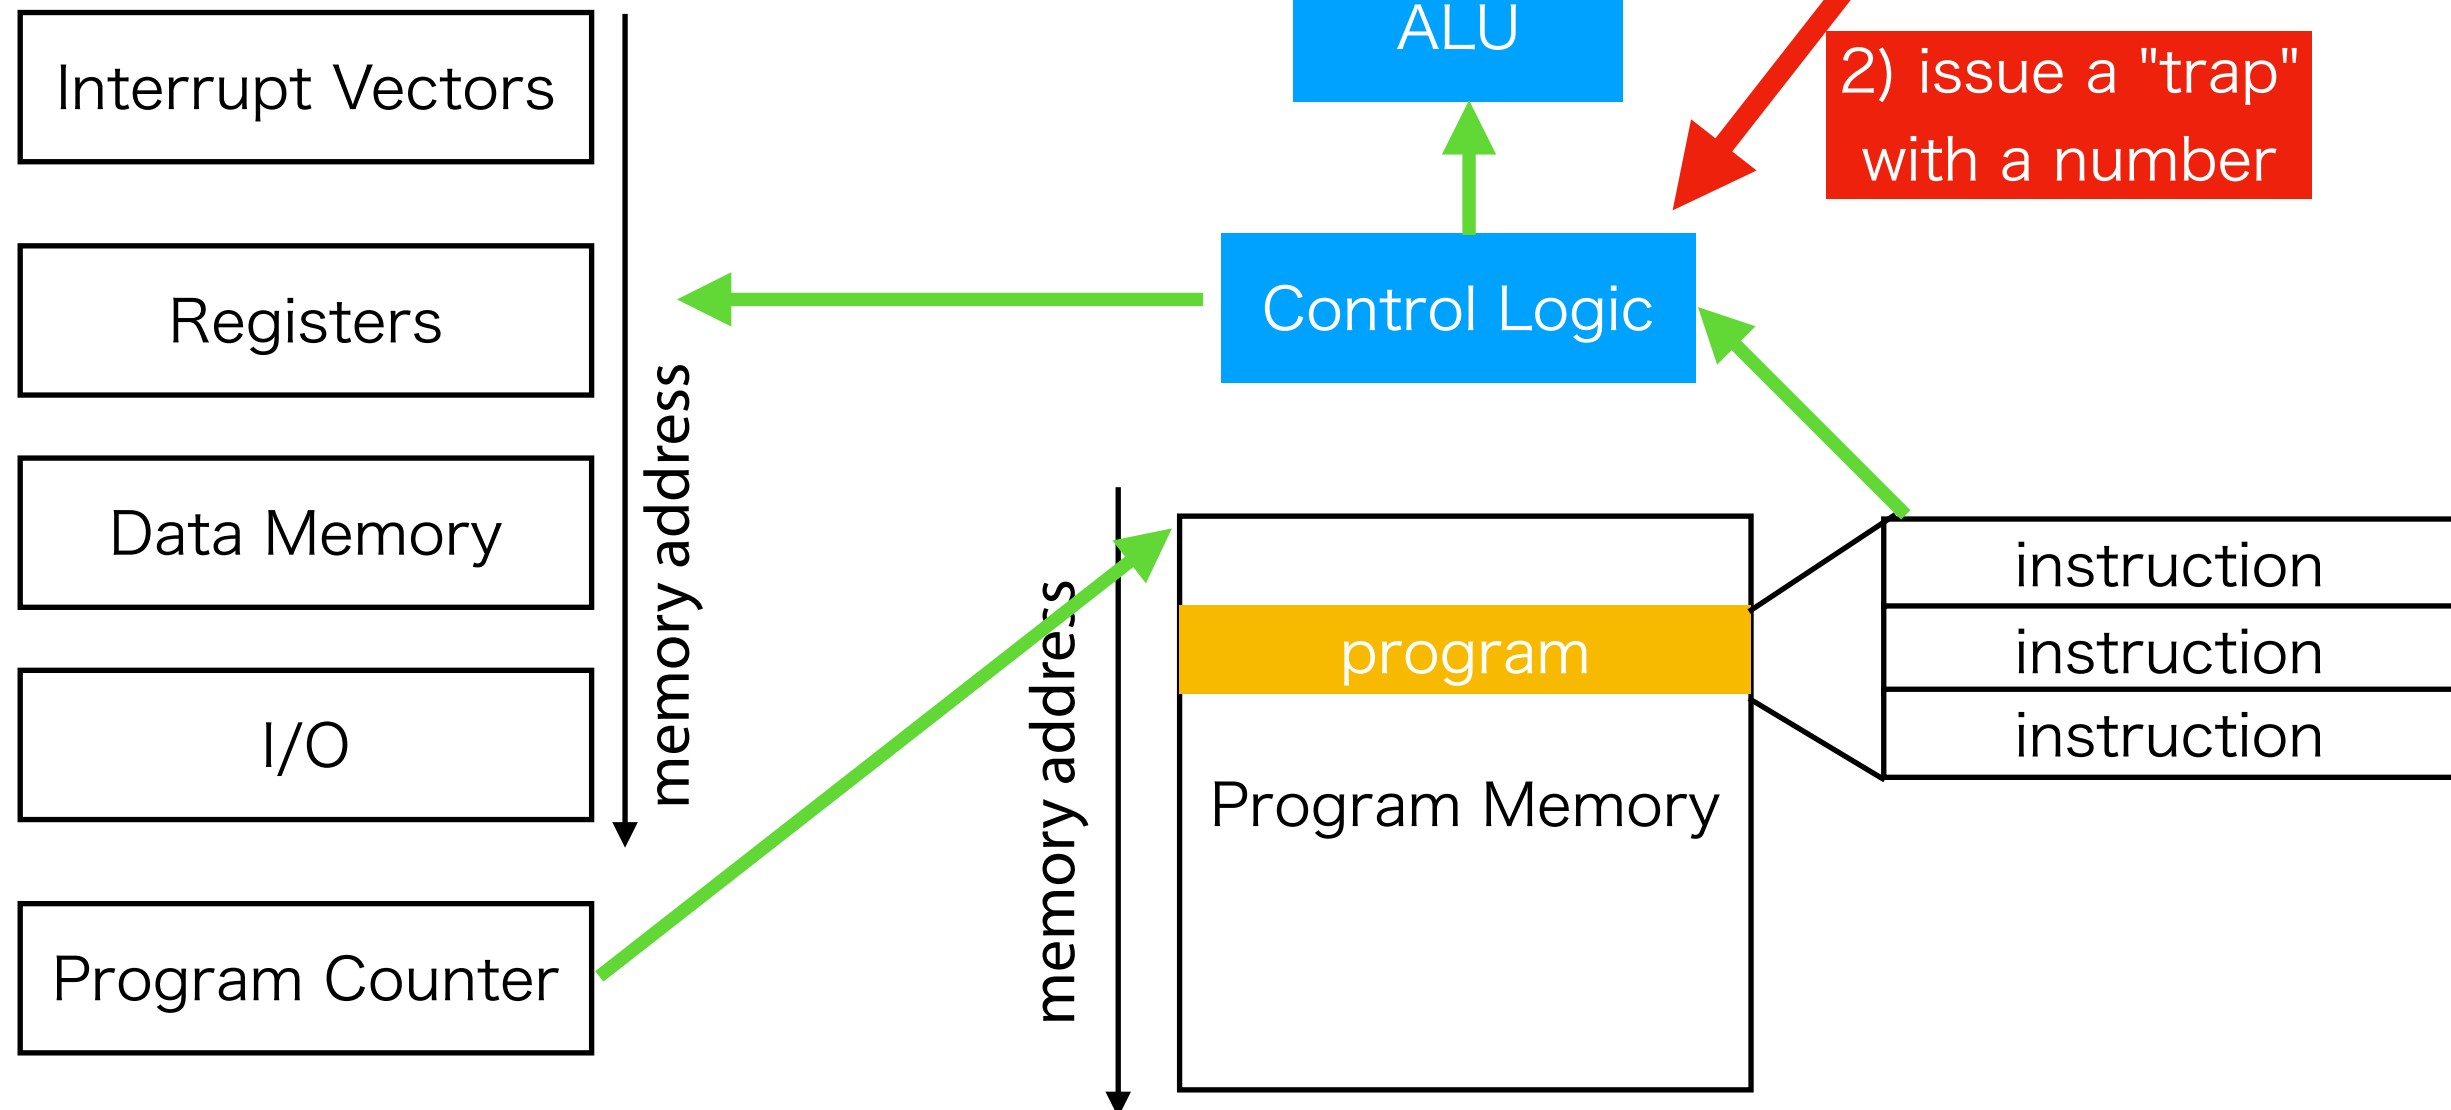 ALU
2) issue a "trap"
with a number
Interrupt Vectors
Registers
Control Logic
Data Memory
memory address
I/O
Program Counter
memory address
program
Program Memory
instruction
instruction
instruction